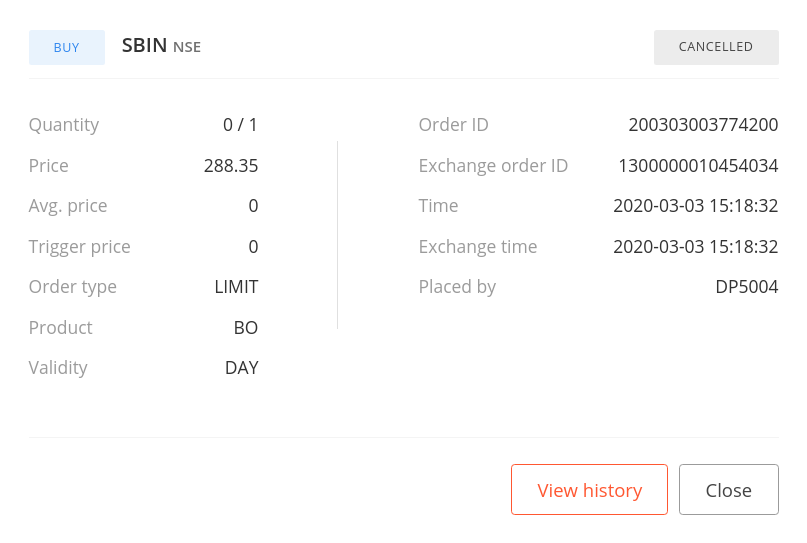 BUY SBIN NSE CANCELLED
Quantity 0 / 1
Price 288.35
Avg. price 0
Trigger price 0
Order type LIMIT
Product BO
Validity DAY
Order ID 200303003774200
Exchange order ID 1300000010454034
Time 2020-03-03 15:18:32
Exchange time 2020-03-03 15:18:32
Placed by DP5004
View history Close